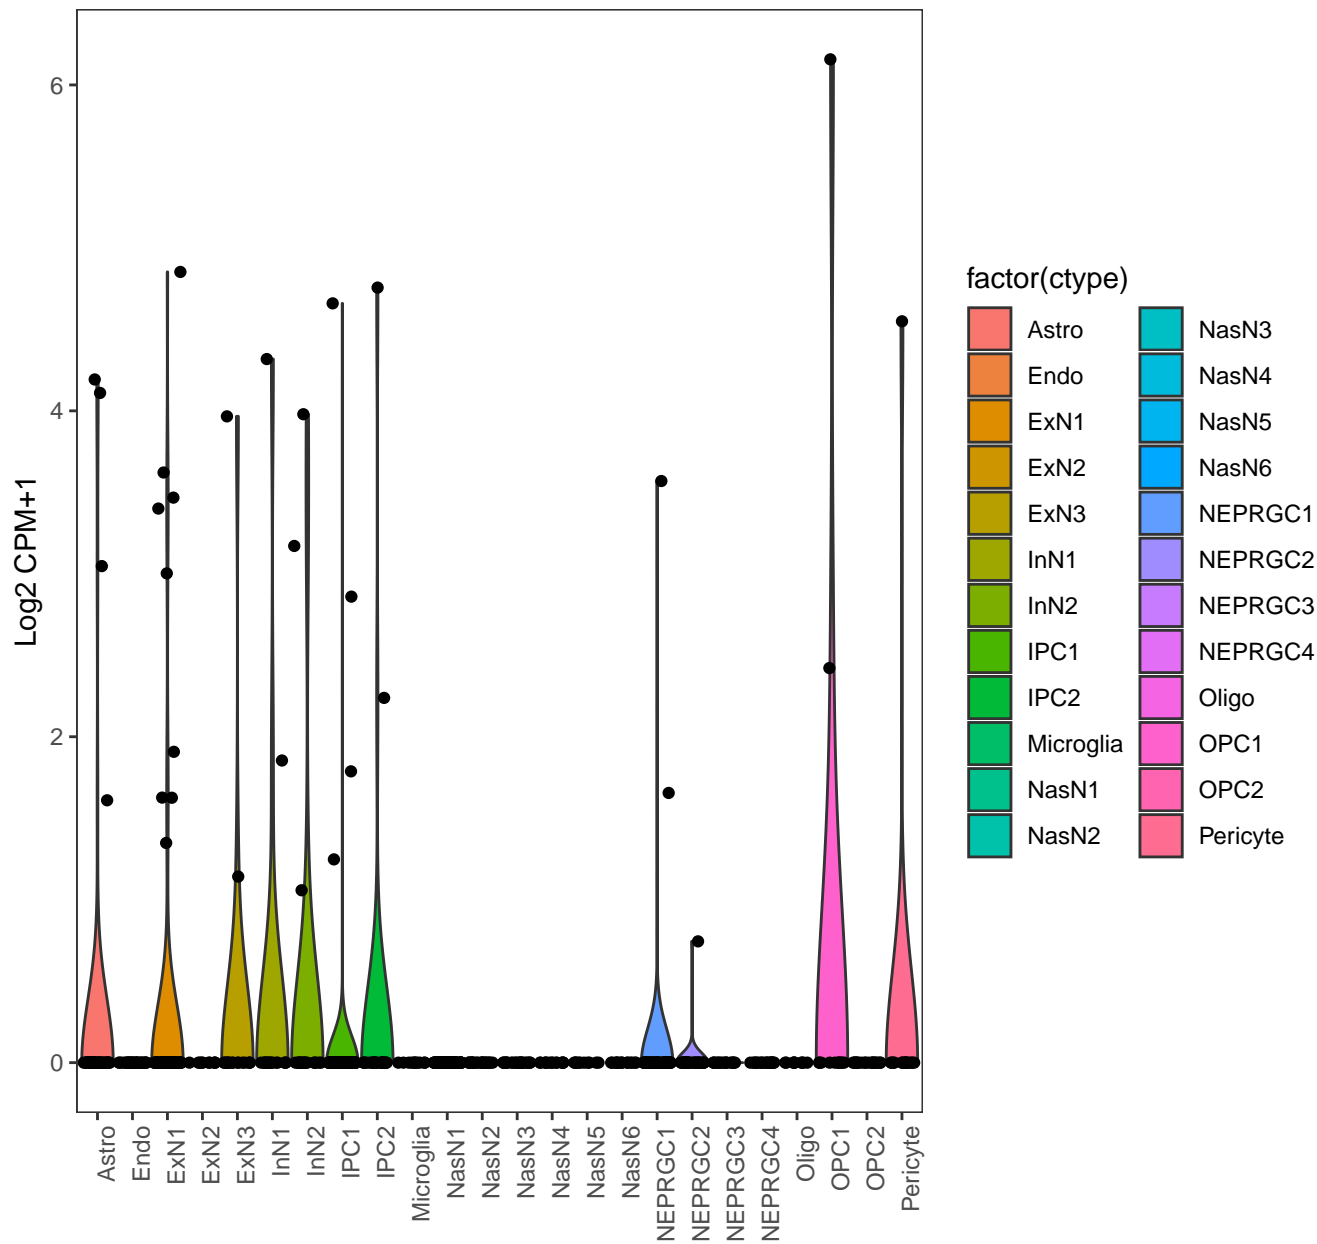 6
4
2
0
Log2 CPM+1
Astro
Endo
ExN1
ExN2
ExN3
InN1
InN2
IPC1
IPC2
Microglia
NasN1
NasN2
NasN3
NasN4
NasN5
NasN6
NEPRGC1
NEPRGC2
NEPRGC3
NEPRGC4
Oligo
OPC1
OPC2
Pericyte
factor(ctype)
Astro
Endo
ExN1
ExN2
ExN3
InN1
InN2
IPC1
IPC2
Microglia
NasN1
NasN2
NasN3
NasN4
NasN5
NasN6
NEPRGC1
NEPRGC2
NEPRGC3
NEPRGC4
Oligo
OPC1
OPC2
Pericyte